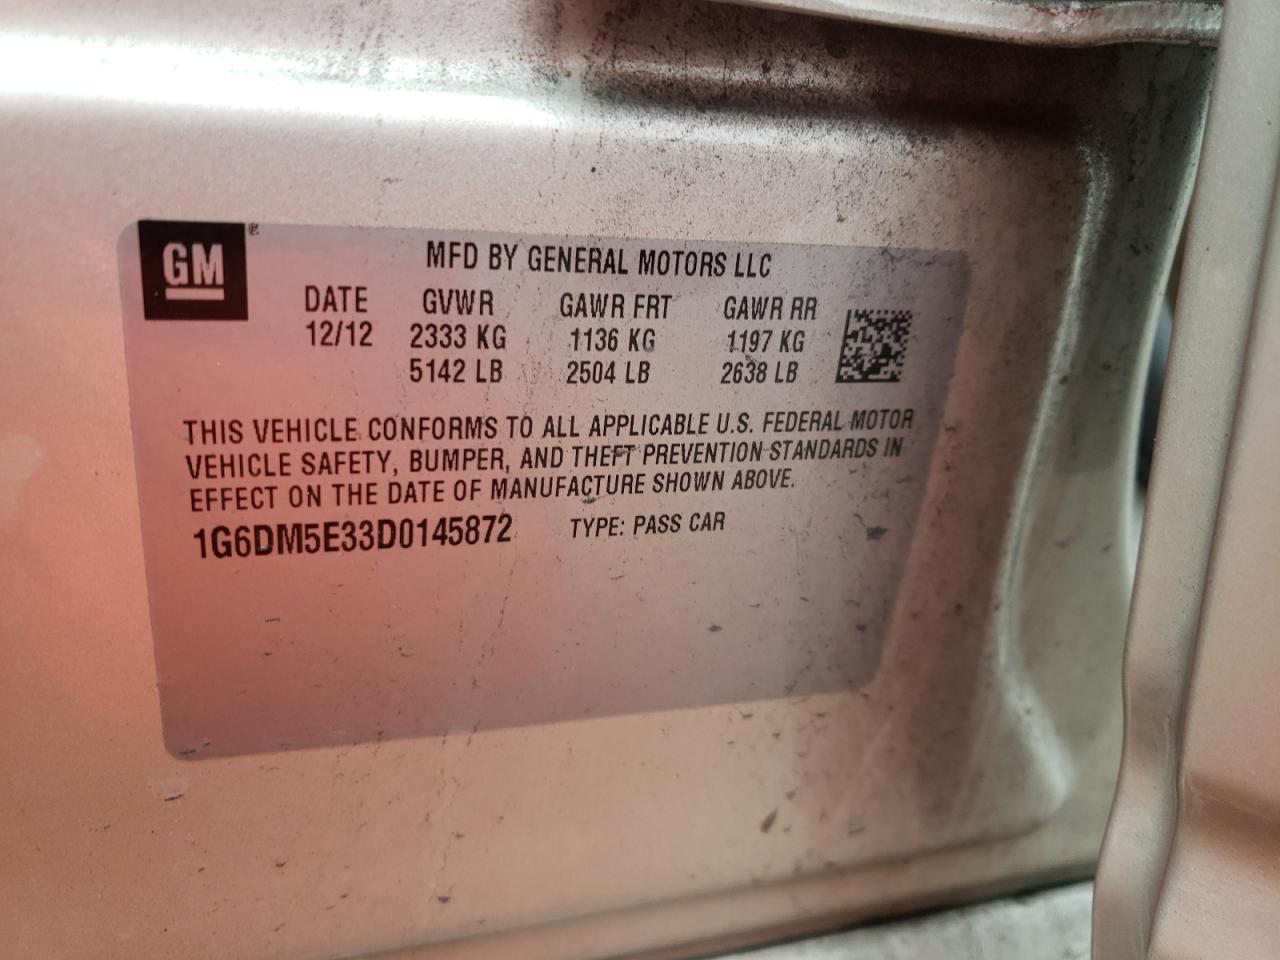 GM®
MFD BY GENERAL MOTORS LLC
DATE GVWR GAWR FRT GAWR RR
12/12 2333 KG 1136 KG 1197 KG
5142 LB 2504 LB 2638 LB
THIS VEHICLE CONFORMS TO ALL APPLICABLE U.S. FEDERAL MOTOR
VEHICLE SAFETY, BUMPER, AND THEFT PREVENTION STANDARDS IN
EFFECT ON THE DATE OF MANUFACTURE SHOWN ABOVE.
1G6DM5E33D0145872 TYPE: PASS CAR